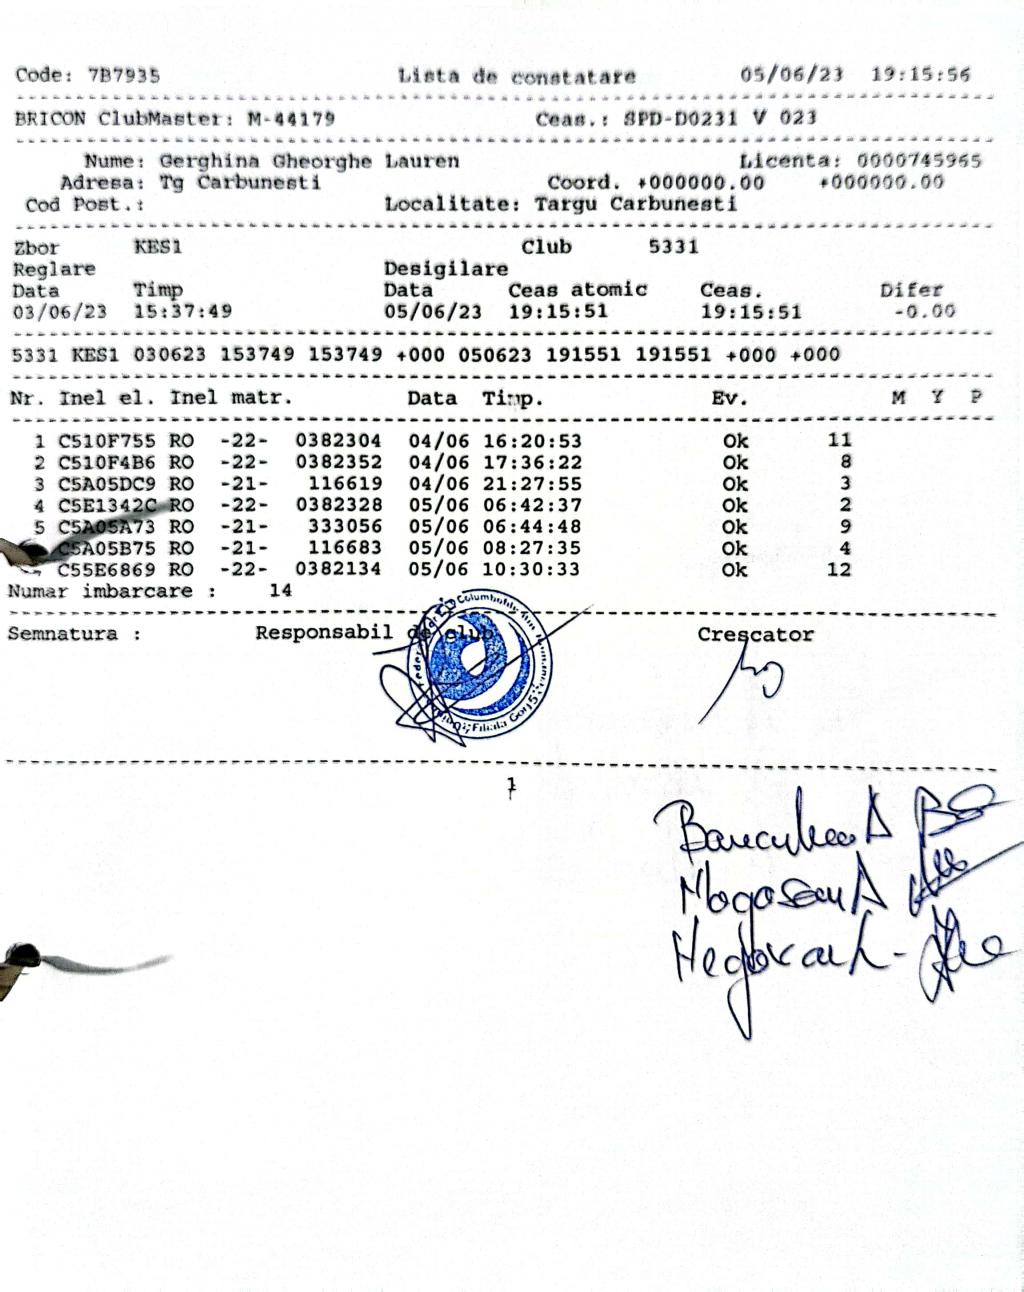 Code: 7B7935 Lista de constatare 05/06/23 19:15:56
BRICON ClubMaster: M-44179 Ceas.: SPD-D0231 V 023
Nume: Gerghina Gheorghe Lauren Licenta: 0000745965
Adresa: Tg Carbunesti Coord. +000000.00 +000000.00
Cod Post.: Localitate: Targu Carbunesti
Zbor KES1 Club 5331
Reglare Desigilare
Data Timp Data Ceas atomic Ceas. Difer
03/06/23 15:37:49 05/06/23 19:15:51 19:15:51 -0.00
5331 KES1 030623 153749 153749 +000 050623 191551 191551 +000 +000
Nr. Inel el. Inel matr. Data Timp. Ev. M Y P
1 C510F755 RO -22- 0382304 04/06 16:20:53 Ok 11
2 C510F4B6 RO -22- 0382352 04/06 17:36:22 Ok 8
3 C5A05DC9 RO -21- 116619 04/06 21:27:55 Ok 3
4 C5E1342C RO -22- 0382328 05/06 06:42:37 Ok 2
5 C5A05A73 RO -21- 333056 05/06 06:44:48 Ok 9
C5A05B75 RO -21- 116683 05/06 08:27:35 Ok 4
C55E6869 RO -22- 0382134 05/06 10:30:33 Ok 12
Numar imbarcare : 14
Semnatura : Responsabil de club Crescator
Filiala Gorj
1